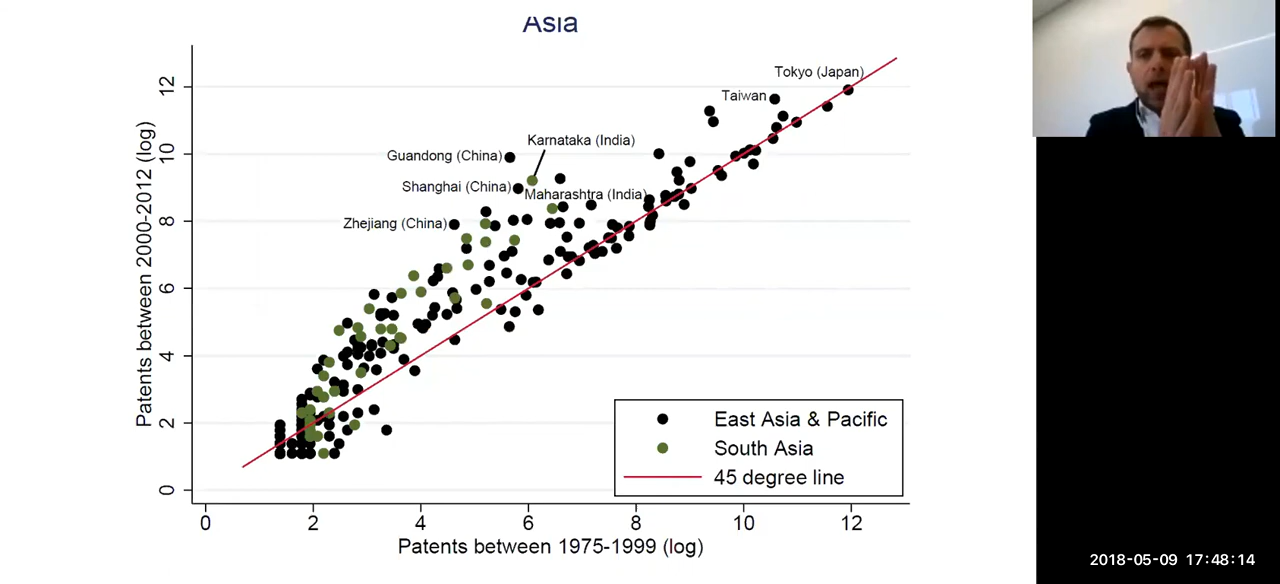 Asia
Patents between 2000-2012 (log)
12
10
8
6
4
2
0
Tokyo (Japan)
Taiwan
Karnataka (India)
Guandong (China)
Shanghai (China)
Maharashtra (India)
Zhejiang (China)
East Asia & Pacific
South Asia
45 degree line
0 2 4 6 8 10 12
Patents between 1975-1999 (log)
2018-05-09 17:48:14